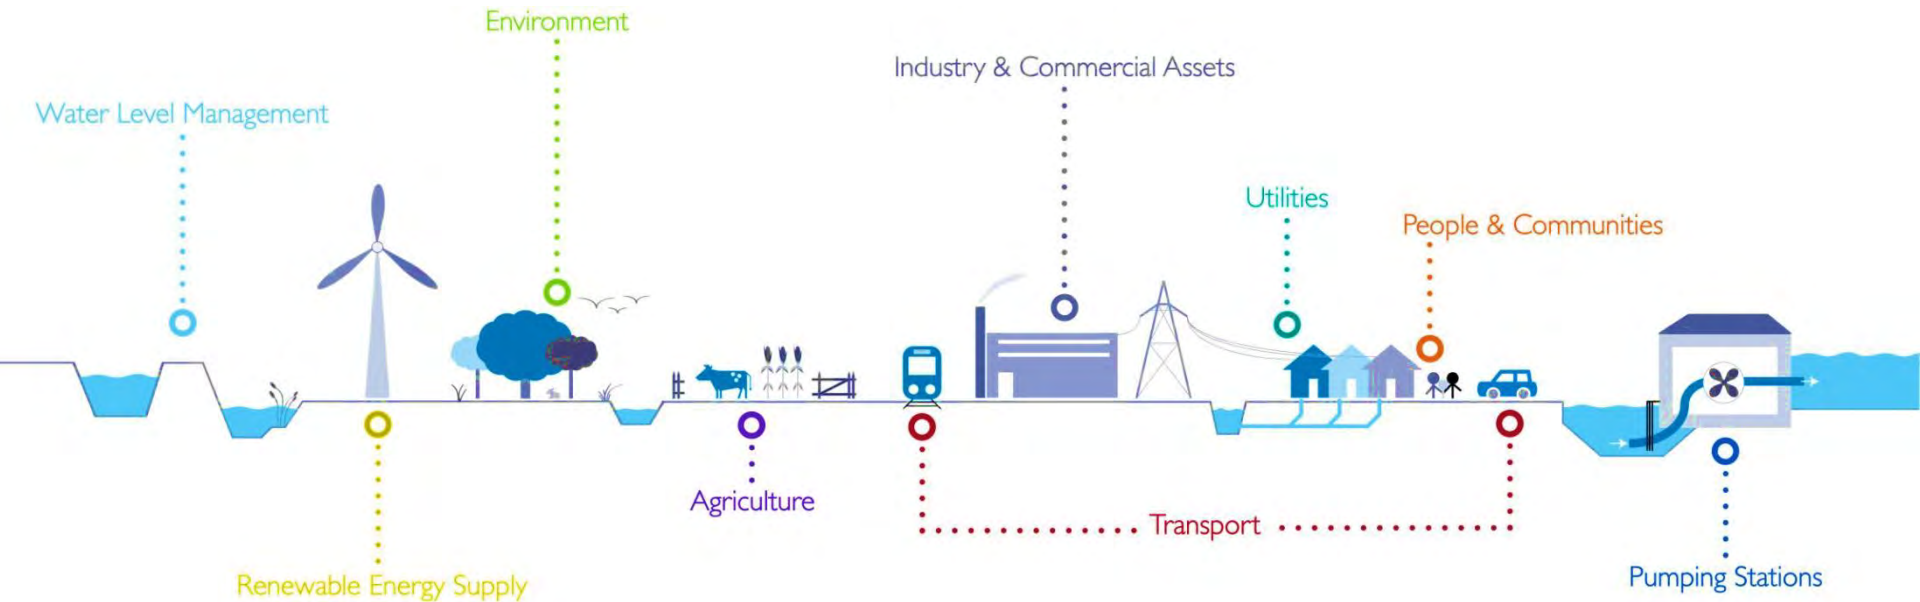 Environment
Industry & Commercial Assets
Water Level Management
Utilities
People & Communities
Agriculture
Transport
Pumping Stations
Renewable Energy Supply